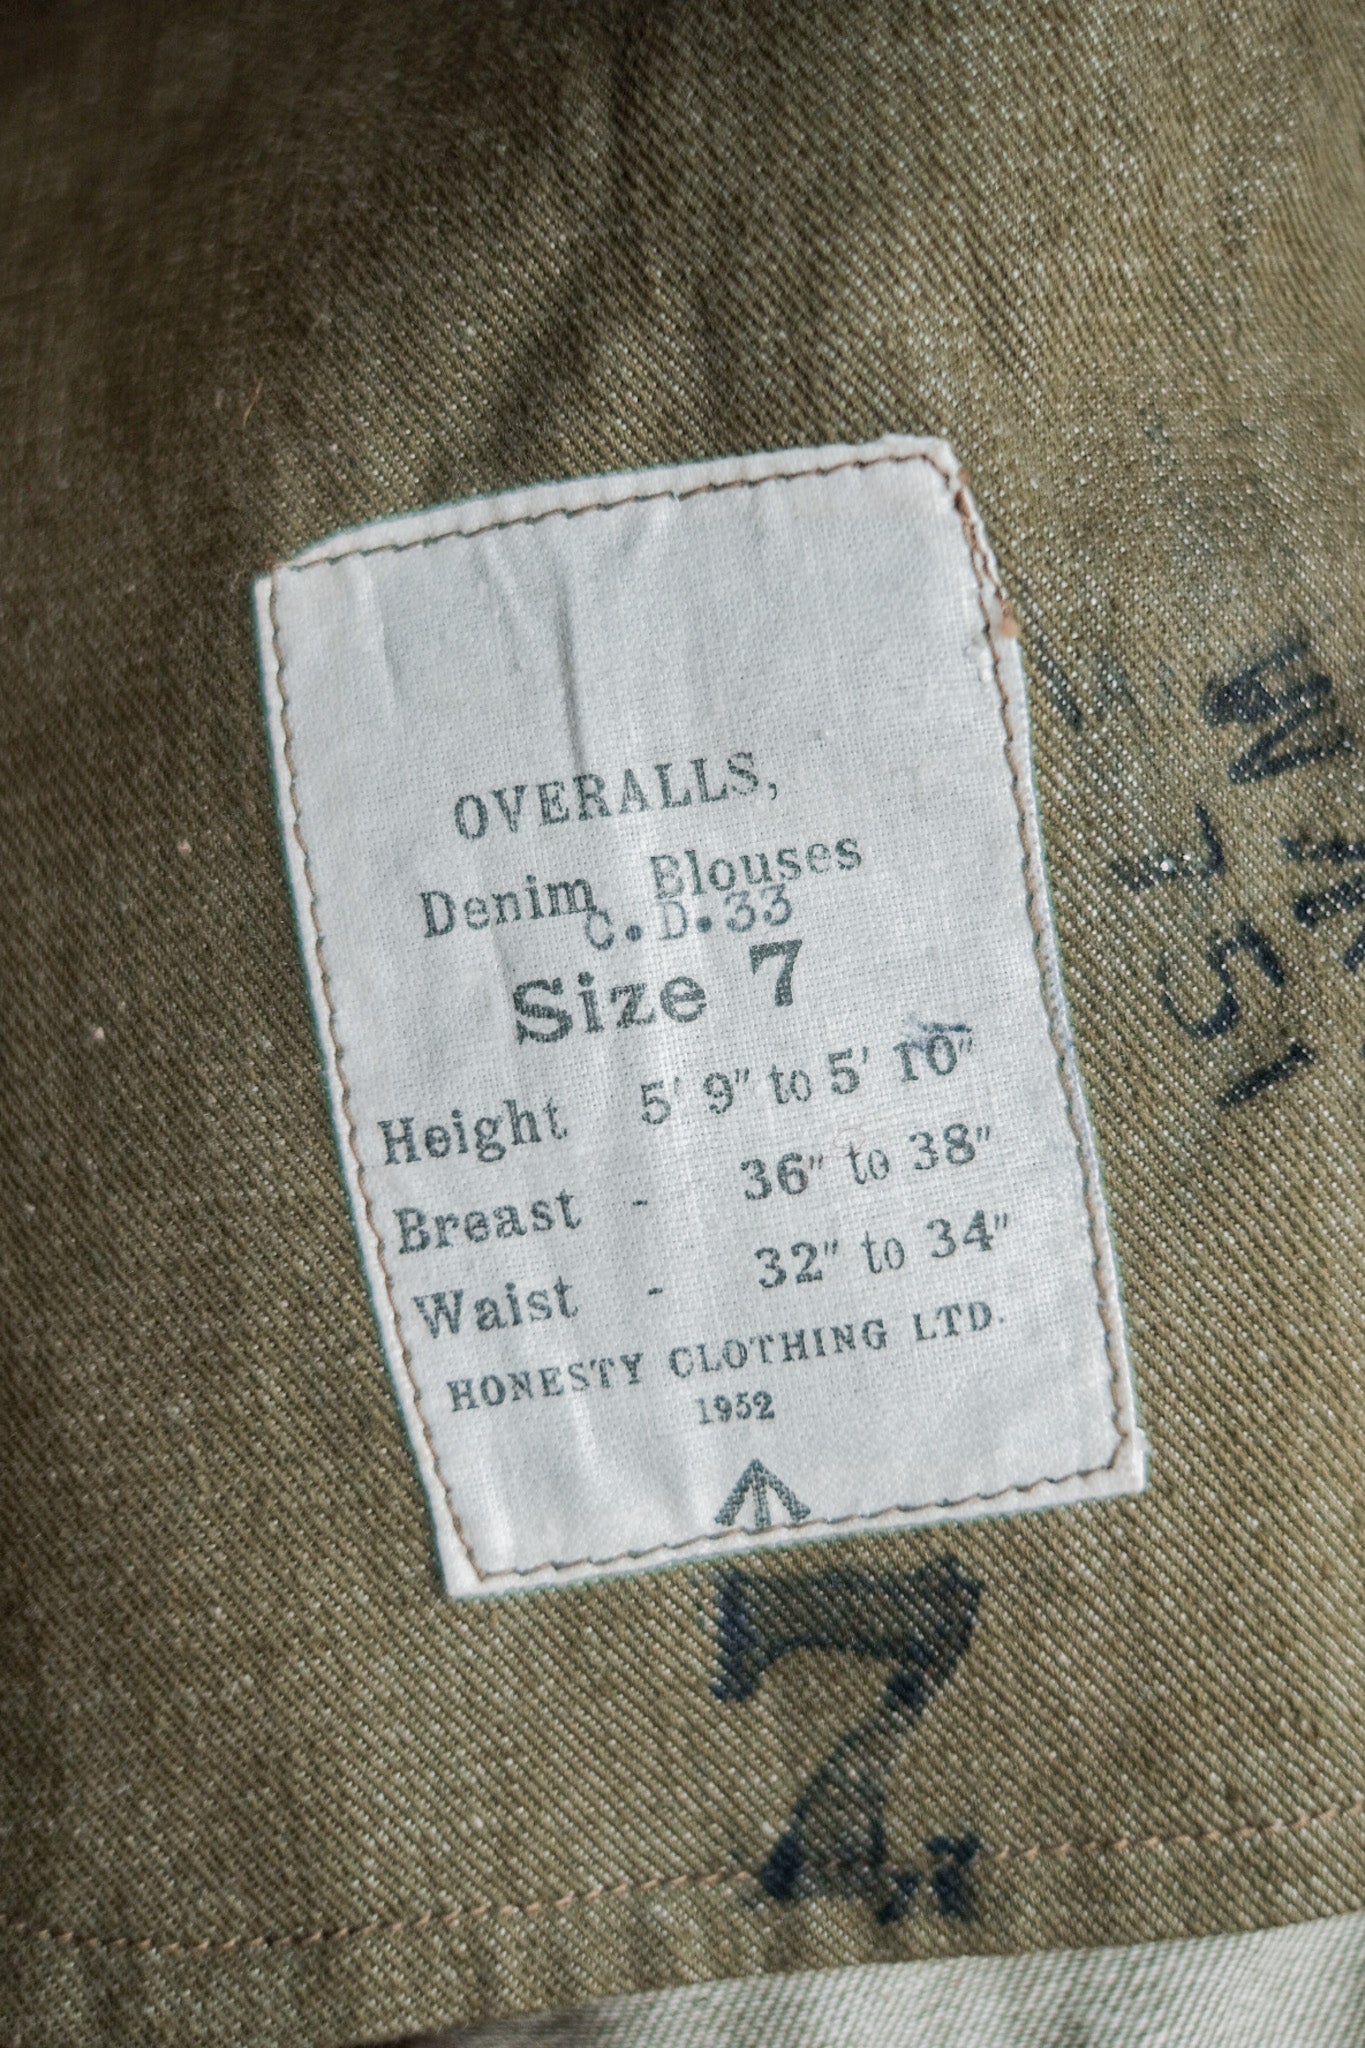 OVERALLS,
Denim Blouses
C.D.33
Size 7
Height 5' 9" to 5' 10"
Breast - 36" to 38"
Waist - 32" to 34"
HONESTY CLOTHING LTD.
1952
7